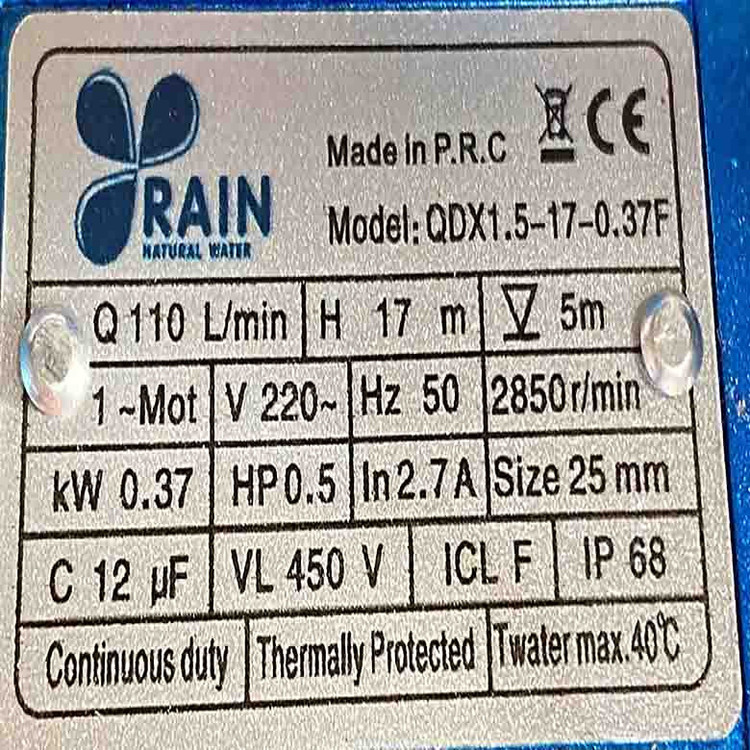 Made in P.R.C CE
RAIN
NATURAL WATER
Model: QDX1.5-17-0.37F
Q 110 L/min H 17 m 5m
1 ~Mot V 220~ Hz 50 2850r/min
kW 0.37 HP 0.5 In 2.7 A Size 25 mm
C 12 µF VL 450 V ICL F IP 68
Continuous duty Thermally Protected Twater max.40℃